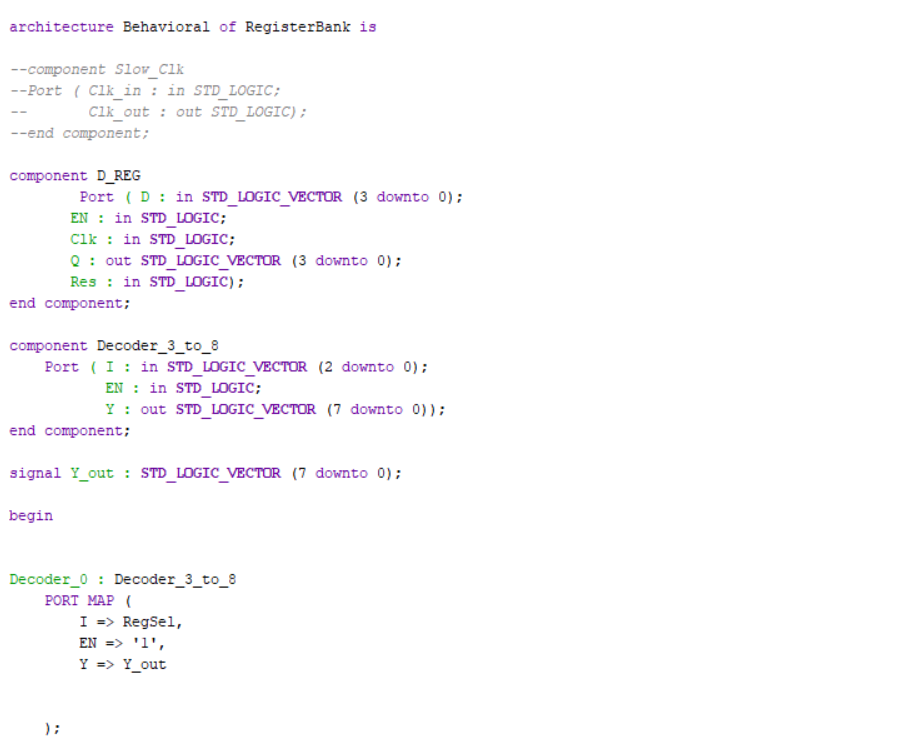 architecture Behavioral of RegisterBank is
--component Slow_Clk
--Port ( Clk_in : in STD_LOGIC;
--       Clk_out : out STD_LOGIC);
--end component;
component D_REG
        Port ( D : in STD_LOGIC_VECTOR (3 downto 0);
       EN : in STD_LOGIC;
       Clk : in STD_LOGIC;
       Q : out STD_LOGIC_VECTOR (3 downto 0);
       Res : in STD_LOGIC);
end component;
component Decoder_3_to_8
    Port ( I : in STD_LOGIC_VECTOR (2 downto 0);
           EN : in STD_LOGIC;
           Y : out STD_LOGIC_VECTOR (7 downto 0));
end component;
signal Y_out : STD_LOGIC_VECTOR (7 downto 0);
begin
Decoder_0 : Decoder_3_to_8
    PORT MAP (
        I => RegSel,
        EN => '1',
        Y => Y_out
    );